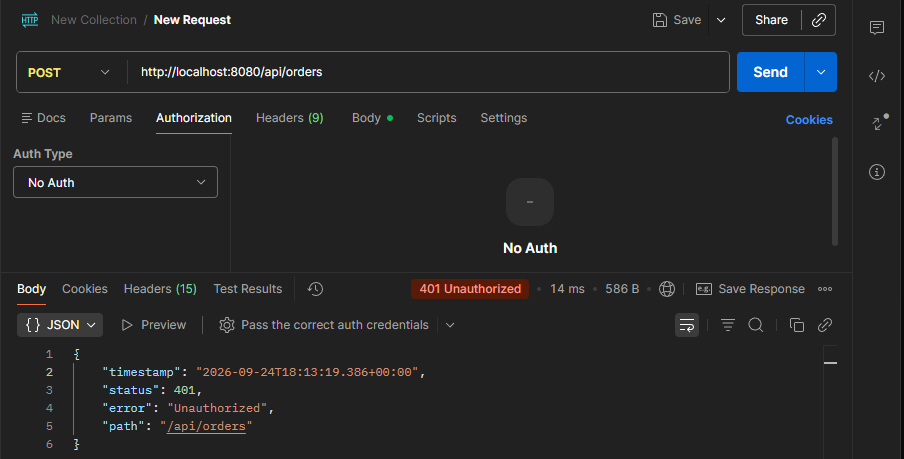 HTTP New Collection / New Request Save Share
POST http://localhost:8080/api/orders Send
Docs Params Authorization Headers (9) Body Scripts Settings Cookies
Auth Type
No Auth
-
No Auth
Body Cookies Headers (15) Test Results 401 Unauthorized • 14 ms • 586 B • e.g. Save Response
{} JSON Preview Pass the correct auth credentials
1 {
2 "timestamp": "2026-09-24T18:13:19.386+00:00",
3 "status": 401,
4 "error": "Unauthorized",
5 "path": "/api/orders"
6 }